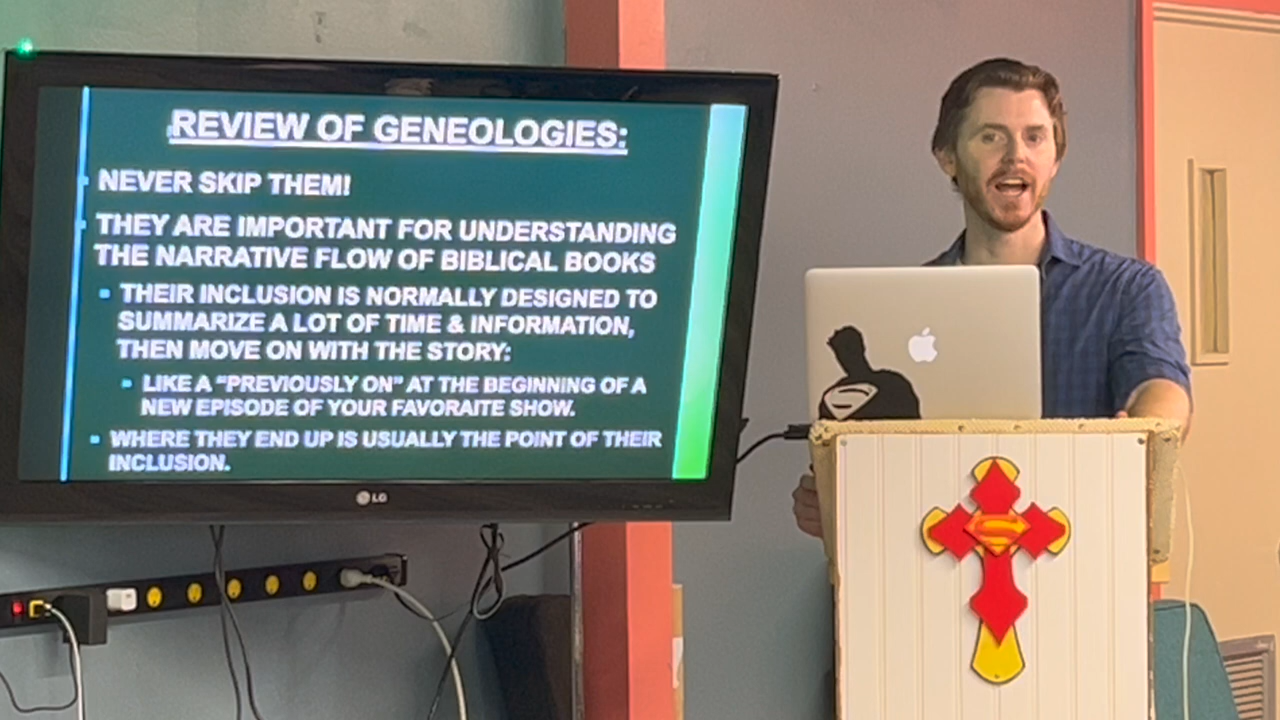 REVIEW OF GENEOLOGIES:
NEVER SKIP THEM!
THEY ARE IMPORTANT FOR UNDERSTANDING
THE NARRATIVE FLOW OF BIBLICAL BOOKS
THEIR INCLUSION IS NORMALLY DESIGNED TO
SUMMARIZE A LOT OF TIME & INFORMATION,
THEN MOVE ON WITH THE STORY:
LIKE A “PREVIOUSLY ON” AT THE BEGINNING OF A
NEW EPISODE OF YOUR FAVORAITE SHOW.
WHERE THEY END UP IS USUALLY THE POINT OF THEIR
INCLUSION.
LG